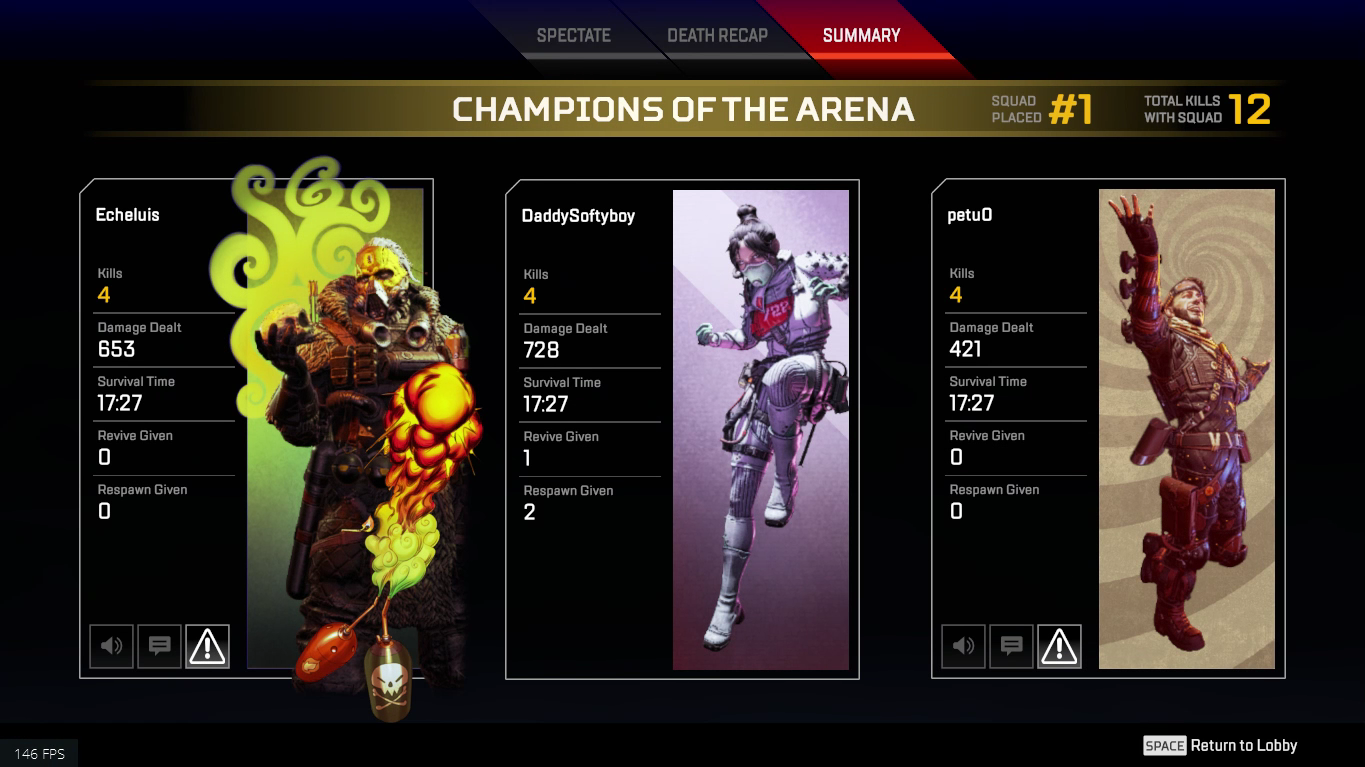 SPECTATE
DEATH RECAP
SUMMARY
CHAMPIONS OF THE ARENA
SQUAD
PLACED
#1
TOTAL KILLS
WITH SQUAD
12
Echeluis
Kills
4
Damage Dealt
653
Survival Time
17:27
Revive Given
0
Respawn Given
0
DaddySoftyboy
Kills
4
Damage Dealt
728
Survival Time
17:27
Revive Given
1
Respawn Given
2
petu0
Kills
4
Damage Dealt
421
Survival Time
17:27
Revive Given
0
Respawn Given
0
146 FPS
SPACE Return to Lobby